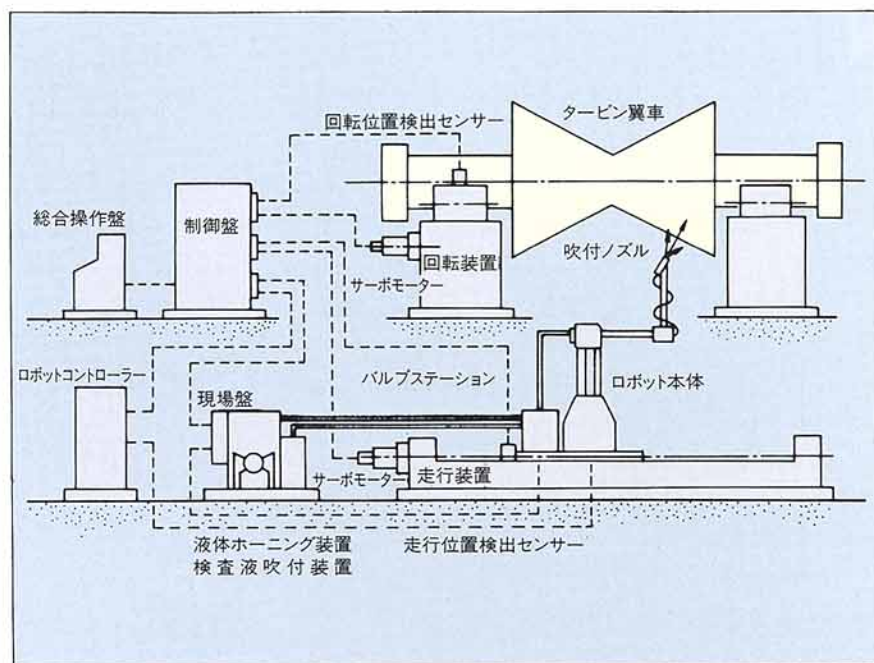 回転位置検出センサー
タービン翼車
総合操作盤
制御盤
回転装置
吹付ノズル
サーボモーター
ロボットコントローラー
現場盤
バルブステーション
ロボット本体
サーボモーター
走行装置
液体ホーニング装置
検査液吹付装置
走行位置検出センサー